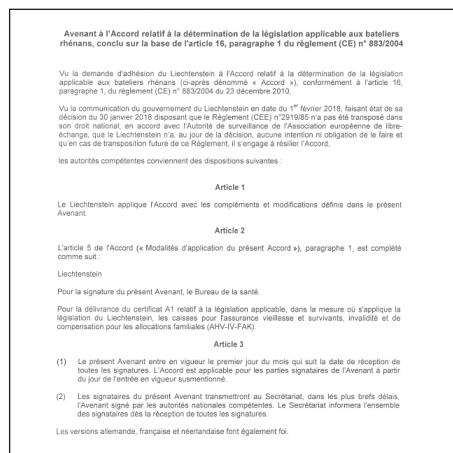 Avenant à l'Accord relatif à la détermination de la législation applicable aux bateliers
rhénans, conclu sur la base de l'article 16, paragraphe 1 du règlement (CE) n° 883/2004
Vu la demande d'adhésion du Liechtenstein à l'Accord relatif à la détermination de la législation
applicable aux bateliers rhénans (ci-après dénommé « Accord »), conformément à l'article 16,
paragraphe 1, du règlement (CE) n° 883/2004 du 23 décembre 2010,
Vu la communication du gouvernement du Liechtenstein en date du 1er février 2018, faisant état de sa
décision du 30 janvier 2018 disposant que le Règlement (CEE) n°2919/85 n'a pas été transposé dans
son droit national, en accord avec l'Autorité de surveillance de l'Association européenne de libre-
échange, que le Liechtenstein n'a, au jour de la décision, aucune intention ni obligation de le faire et
qu'en cas de transposition future de ce Règlement, il s'engage à résilier l'Accord,
les autorités compétentes conviennent des dispositions suivantes :
Article 1
Le Liechtenstein applique l'Accord avec les compléments et modifications définis dans le présent
Avenant.
Article 2
L'article 5 de l'Accord (« Modalités d'application du présent Accord »), paragraphe 1, est complété
comme suit :
Liechtenstein
Pour la signature du présent Avenant, le Bureau de la santé.
Pour la délivrance du certificat A1 relatif à la législation applicable, dans la mesure où s'applique la
législation du Liechtenstein, les caisses pour l'assurance vieillesse et survivants, invalidité et de
compensation pour les allocations familiales (AHV-IV-FAK).
Article 3
(1) Le présent Avenant entre en vigueur le premier jour du mois qui suit la date de réception de
toutes les signatures. L'Accord est applicable pour les parties signataires de l'Avenant à partir
du jour de l'entrée en vigueur susmentionné.
(2) Les signataires du présent Avenant transmettront au Secrétariat, dans les plus brefs délais,
l'Avenant signé par les autorités nationales compétentes. Le Secrétariat informera l'ensemble
des signataires dès la réception de toutes les signatures.
Les versions allemande, française et néerlandaise font également foi.